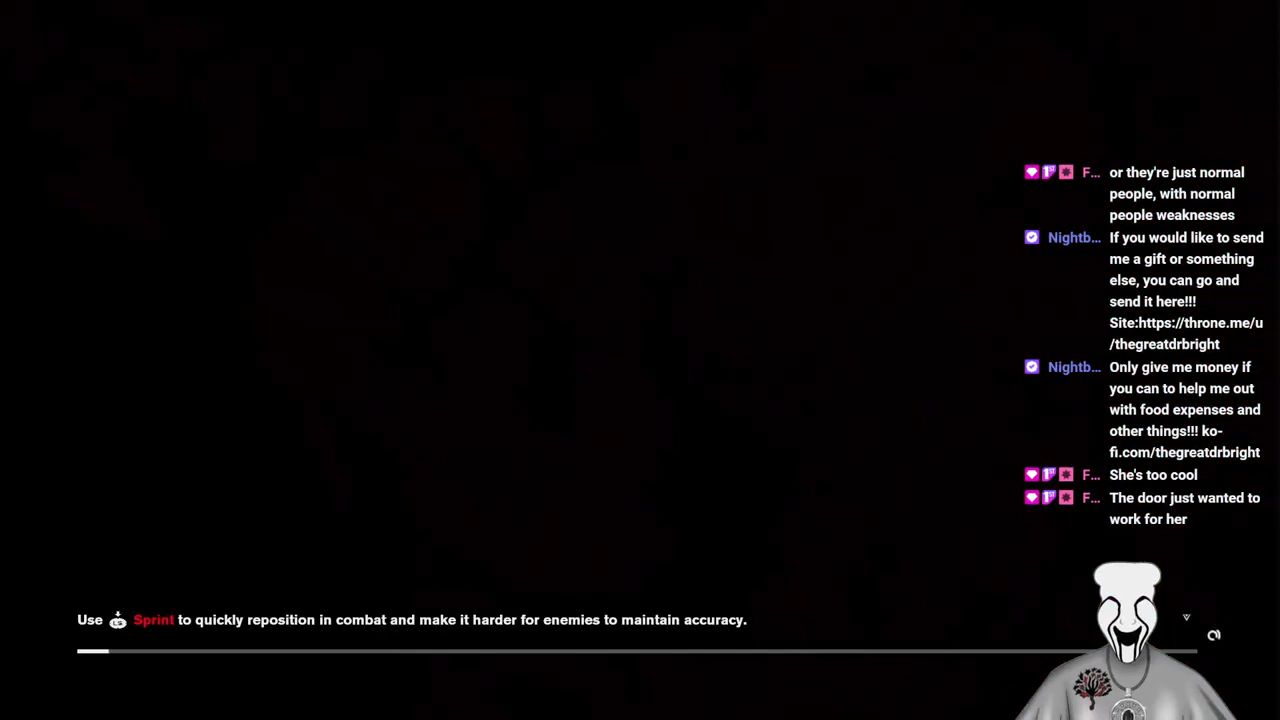 F... or they're just normal
people, with normal
people weaknesses
Nightb... If you would like to send
me a gift or something
else, you can go and
send it here!!!
Site:https://throne.me/u
/thegreatdrbright
Nightb... Only give me money if
you can to help me out
with food expenses and
other things!!! ko-
fi.com/thegreatdrbright
F... She's too cool
F... The door just wanted to
work for her
Use LS Sprint to quickly reposition in combat and make it harder for enemies to maintain accuracy.